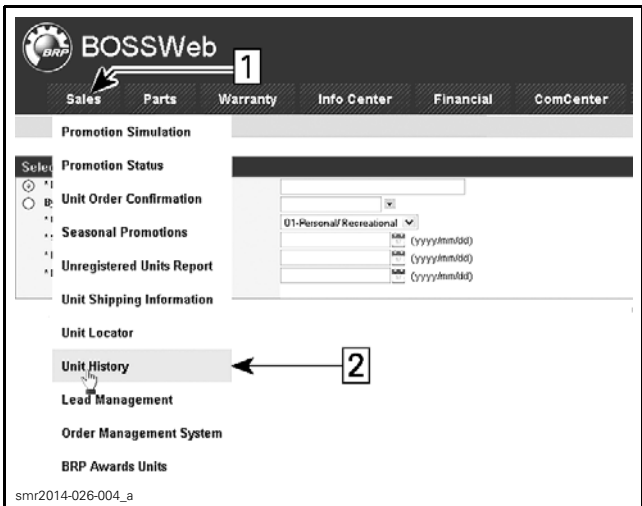 BRP BOSSWeb
1
Sales Parts Warranty Info Center Financial ComCenter
Promotion Simulation
Promotion Status
Selec
Unit Order Confirmation
Seasonal Promotions
01-Personal/Recreational
(yyyy/mm/dd)
Unregistered Units Report
(yyyy/mm/dd)
(yyyy/mm/dd)
Unit Shipping Information
Unit Locator
Unit History
2
Lead Management
Order Management System
BRP Awards Units
smr2014-026-004_a